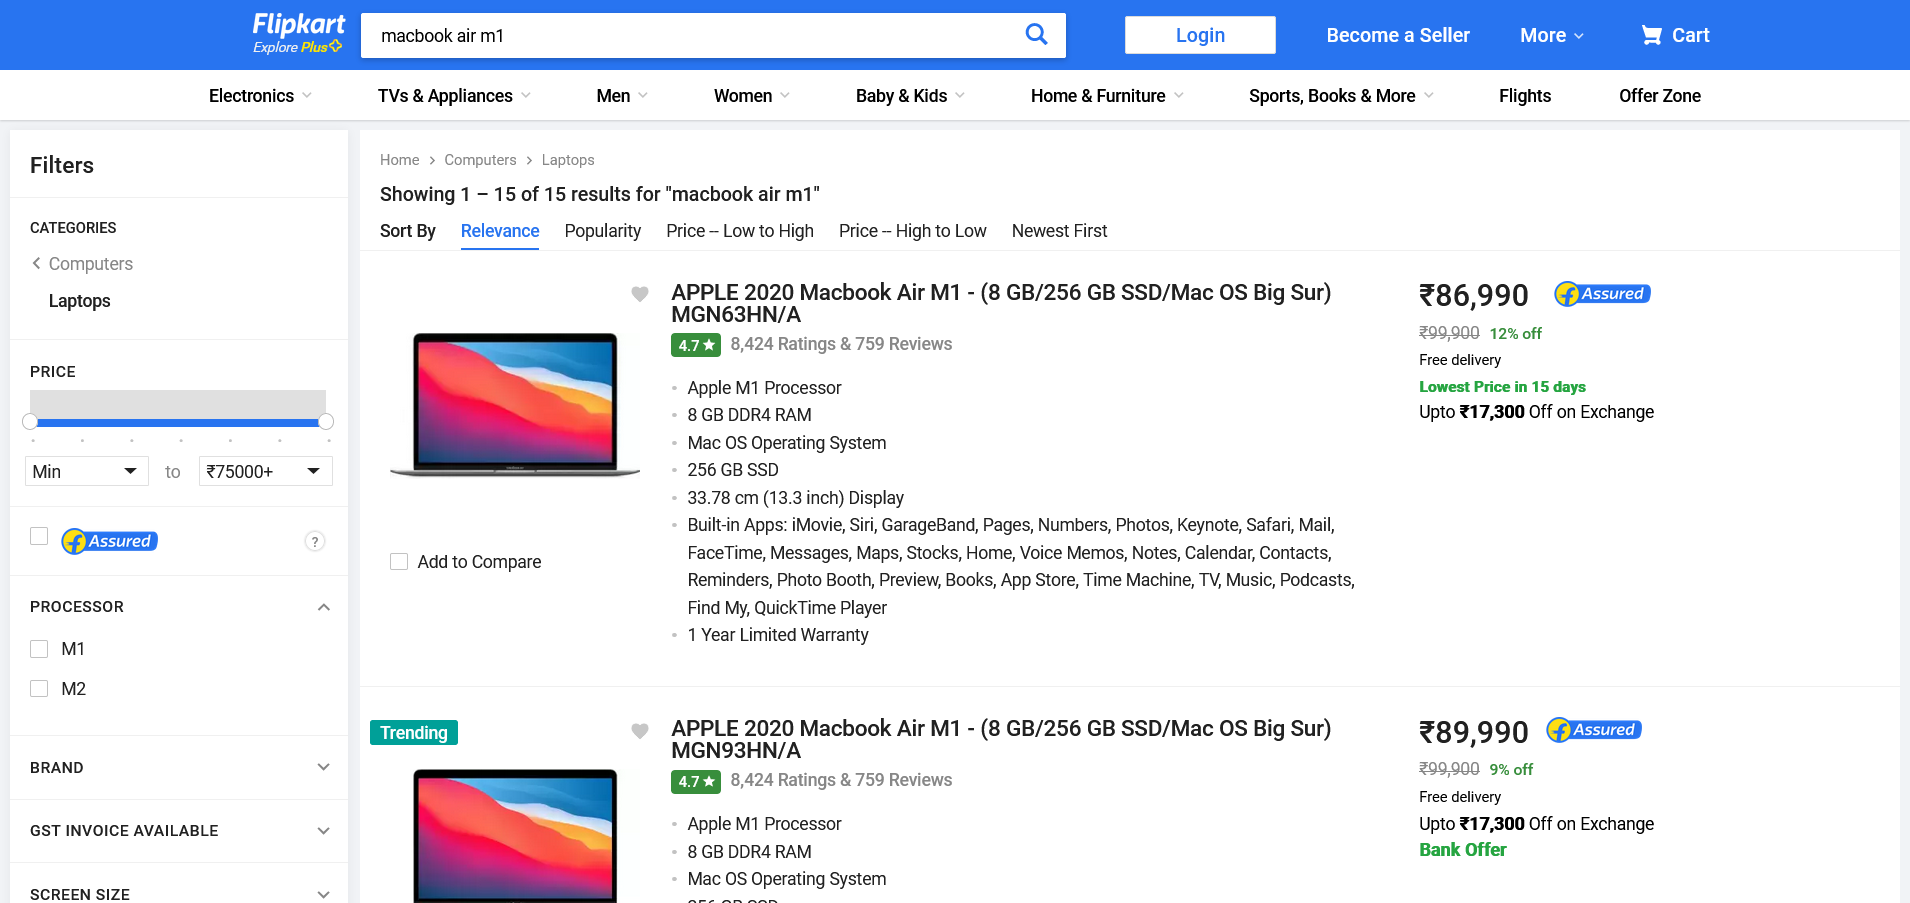 Flipkart
Explore Plus
macbook air m1
Login
Become a Seller
More
Cart
Electronics
TVs & Appliances
Men
Women
Baby & Kids
Home & Furniture
Sports, Books & More
Flights
Offer Zone
Filters
CATEGORIES
Computers
Laptops
PRICE
Min
to
₹75000+
Assured
?
PROCESSOR
M1
M2
BRAND
GST INVOICE AVAILABLE
SCREEN SIZE
Home > Computers > Laptops
Showing 1 – 15 of 15 results for "macbook air m1"
Sort By
Relevance
Popularity
Price -- Low to High
Price -- High to Low
Newest First
Add to Compare
APPLE 2020 Macbook Air M1 - (8 GB/256 GB SSD/Mac OS Big Sur)
MGN63HN/A
4.7★ 8,424 Ratings & 759 Reviews
Apple M1 Processor
8 GB DDR4 RAM
Mac OS Operating System
256 GB SSD
33.78 cm (13.3 inch) Display
Built-in Apps: iMovie, Siri, GarageBand, Pages, Numbers, Photos, Keynote, Safari, Mail,
FaceTime, Messages, Maps, Stocks, Home, Voice Memos, Notes, Calendar, Contacts,
Reminders, Photo Booth, Preview, Books, App Store, Time Machine, TV, Music, Podcasts,
Find My, QuickTime Player
1 Year Limited Warranty
₹86,990
Assured
₹99,900 12% off
Free delivery
Lowest Price in 15 days
Upto ₹17,300 Off on Exchange
Trending
APPLE 2020 Macbook Air M1 - (8 GB/256 GB SSD/Mac OS Big Sur)
MGN93HN/A
4.7★ 8,424 Ratings & 759 Reviews
Apple M1 Processor
8 GB DDR4 RAM
Mac OS Operating System
₹89,990
Assured
₹99,900 9% off
Free delivery
Upto ₹17,300 Off on Exchange
Bank Offer